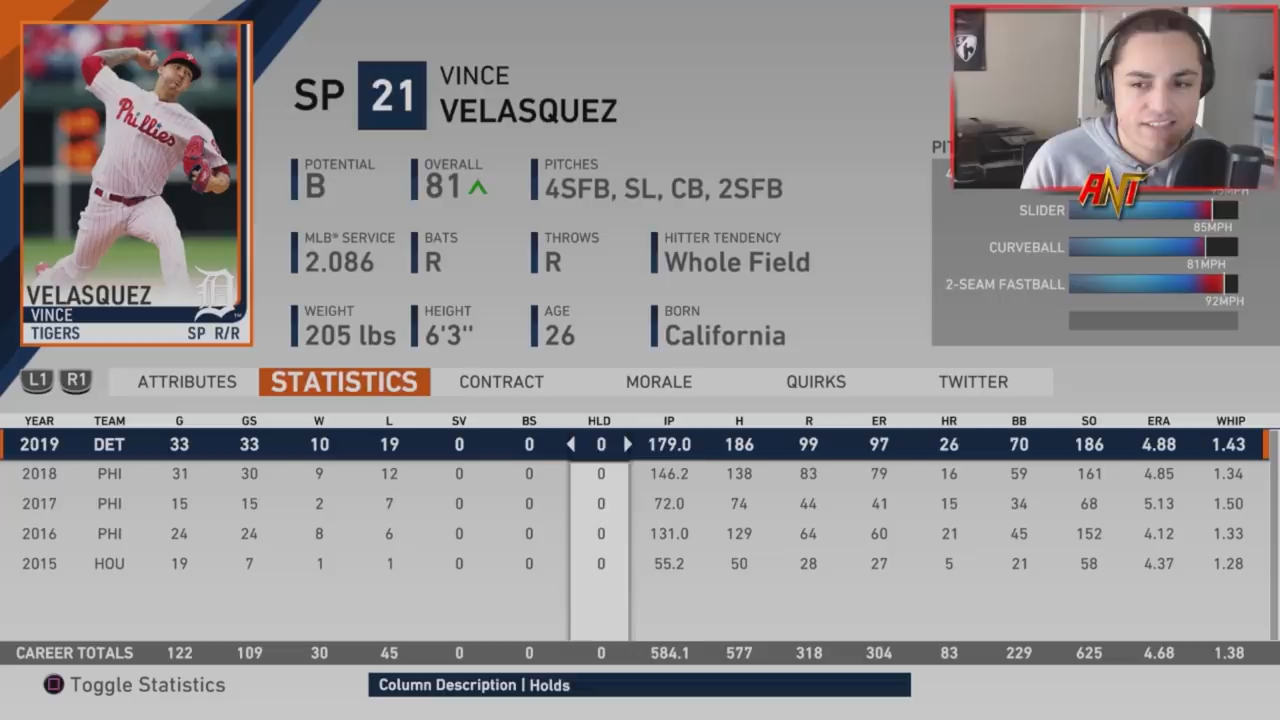 Phillies
VELASQUEZ
VINCE
TIGERS SP R/R
SP 21 VINCE
VELASQUEZ
POTENTIAL OVERALL PITCHES
B 81 4SFB, SL, CB, 2SFB
MLB® SERVICE BATS THROWS HITTER TENDENCY
2.086 R R Whole Field
WEIGHT HEIGHT AGE BORN
205 lbs 6'3" 26 California
ANT
SLIDER
85MPH
CURVEBALL
81MPH
2-SEAM FASTBALL
92MPH
L1 R1 ATTRIBUTES STATISTICS CONTRACT MORALE QUIRKS TWITTER
YEAR TEAM G GS W L SV BS HLD IP H R ER HR BB SO ERA WHIP
2019 DET 33 33 10 19 0 0 0 179.0 186 99 97 26 70 186 4.88 1.43
2018 PHI 31 30 9 12 0 0 0 146.2 138 83 79 16 59 161 4.85 1.34
2017 PHI 15 15 2 7 0 0 0 72.0 74 44 41 15 34 68 5.13 1.50
2016 PHI 24 24 8 6 0 0 0 131.0 129 64 60 21 45 152 4.12 1.33
2015 HOU 19 7 1 1 0 0 0 55.2 50 28 27 5 21 58 4.37 1.28
CAREER TOTALS 122 109 30 45 0 0 0 584.1 577 318 304 83 229 625 4.68 1.38
Toggle Statistics
Column Description | Holds